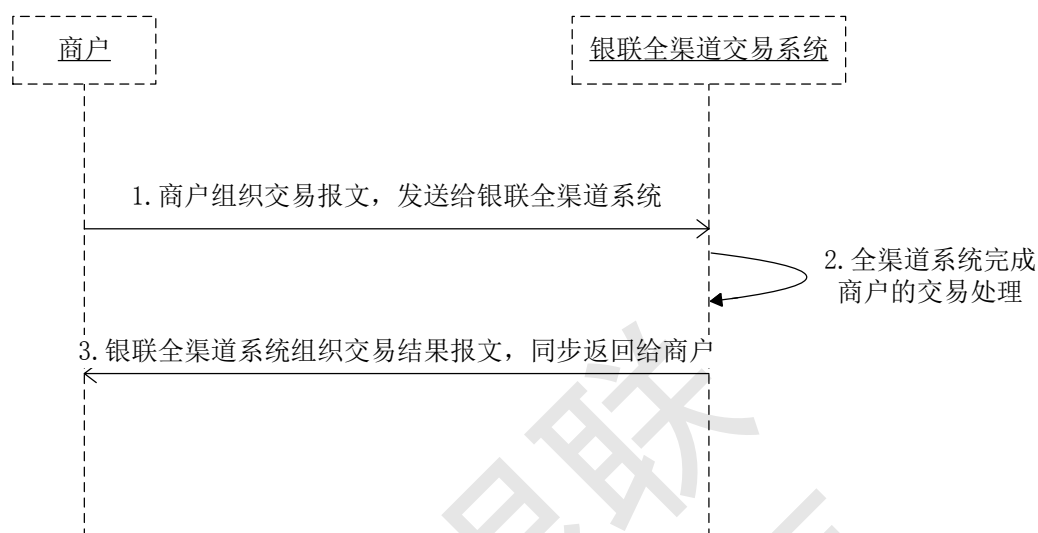 商户
银联全渠道交易系统
1.商户组织交易报文，发送给银联全渠道系统
2.全渠道系统完成
商户的交易处理
3.银联全渠道系统组织交易结果报文，同步返回给商户